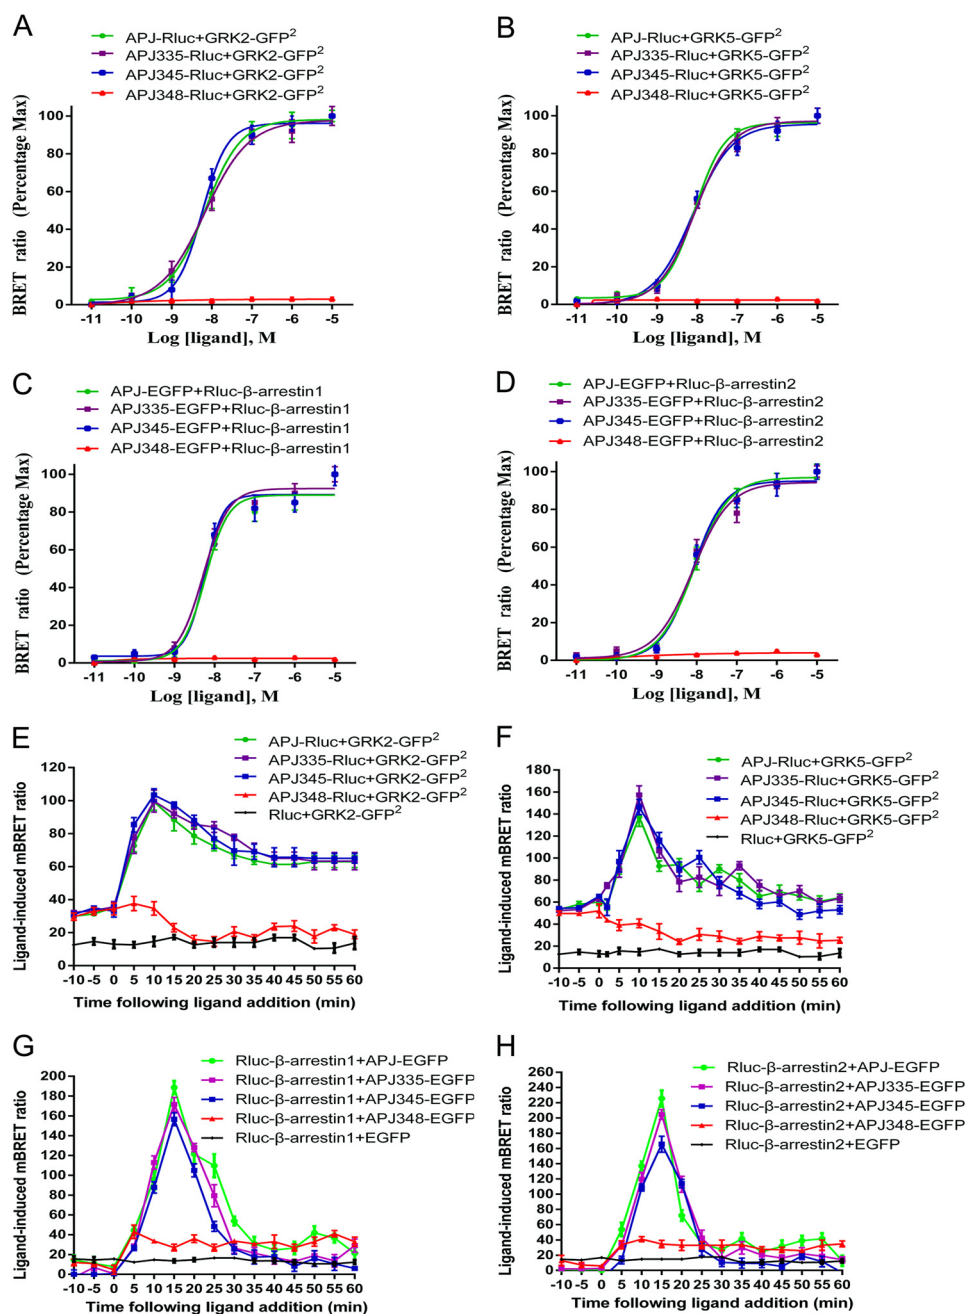 A
APJ-Rluc+GRK2-GFP²
APJ335-Rluc+GRK2-GFP²
APJ345-Rluc+GRK2-GFP²
APJ348-Rluc+GRK2-GFP²
BRET ratio (Percentage Max)
100
80
60
40
20
0
-11 -10 -9 -8 -7 -6 -5
Log [ligand], M
B
APJ-Rluc+GRK5-GFP²
APJ335-Rluc+GRK5-GFP²
APJ345-Rluc+GRK5-GFP²
APJ348-Rluc+GRK5-GFP²
BRET ratio (Percentage Max)
100
80
60
40
20
0
-11 -10 -9 -8 -7 -6 -5
Log [ligand], M
C
APJ-EGFP+Rluc-β-arrestin1
APJ335-EGFP+Rluc-β-arrestin1
APJ345-EGFP+Rluc-β-arrestin1
APJ348-EGFP+Rluc-β-arrestin1
BRET ratio (Percentage Max)
100
80
60
40
20
0
-11 -10 -9 -8 -7 -6 -5
Log [ligand], M
D
APJ-EGFP+Rluc-β-arrestin2
APJ335-EGFP+Rluc-β-arrestin2
APJ345-EGFP+Rluc-β-arrestin2
APJ348-EGFP+Rluc-β-arrestin2
BRET ratio (Percentage Max)
100
80
60
40
20
0
-11 -10 -9 -8 -7 -6 -5
Log [ligand], M
E
APJ-Rluc+GRK2-GFP²
APJ335-Rluc+GRK2-GFP²
APJ345-Rluc+GRK2-GFP²
APJ348-Rluc+GRK2-GFP²
Rluc+GRK2-GFP²
Ligand-induced mBRET ratio
120
100
80
60
40
20
0
-10 -5 0 5 10 15 20 25 30 35 40 45 50 55 60
Time following ligand addition (min)
F
APJ-Rluc+GRK5-GFP²
APJ335-Rluc+GRK5-GFP²
APJ345-Rluc+GRK5-GFP²
APJ348-Rluc+GRK5-GFP²
Rluc+GRK5-GFP²
Ligand-induced mBRET ratio
180
160
140
120
100
80
60
40
20
0
-10 -5 0 5 10 15 20 25 30 35 40 45 50 55 60
Time following ligand addition (min)
G
Rluc-β-arrestin1+APJ-EGFP
Rluc-β-arrestin1+APJ335-EGFP
Rluc-β-arrestin1+APJ345-EGFP
Rluc-β-arrestin1+APJ348-EGFP
Rluc-β-arrestin1+EGFP
Ligand-induced mBRET ratio
200
180
160
140
120
100
80
60
40
20
0
-10 -5 0 5 10 15 20 25 30 35 40 45 50 55 60
Time following ligand addition (min)
H
Rluc-β-arrestin2+APJ-EGFP
Rluc-β-arrestin2+APJ335-EGFP
Rluc-β-arrestin2+APJ345-EGFP
Rluc-β-arrestin2+APJ348-EGFP
Rluc-β-arrestin2+EGFP
Ligand-induced mBRET ratio
260
240
220
200
180
160
140
120
100
80
60
40
20
0
-10 -5 0 5 10 15 20 25 30 35 40 45 50 55 60
Time following ligand addition (min)